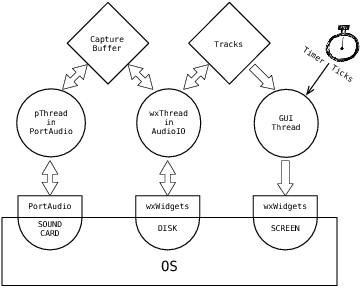 Capture
Buffer
Tracks
Timer Ticks
pThread
in
PortAudio
wxThread
in
AudioIO
GUI
Thread
PortAudio
wxWidgets
wxWidgets
SOUND
CARD
DISK
SCREEN
OS